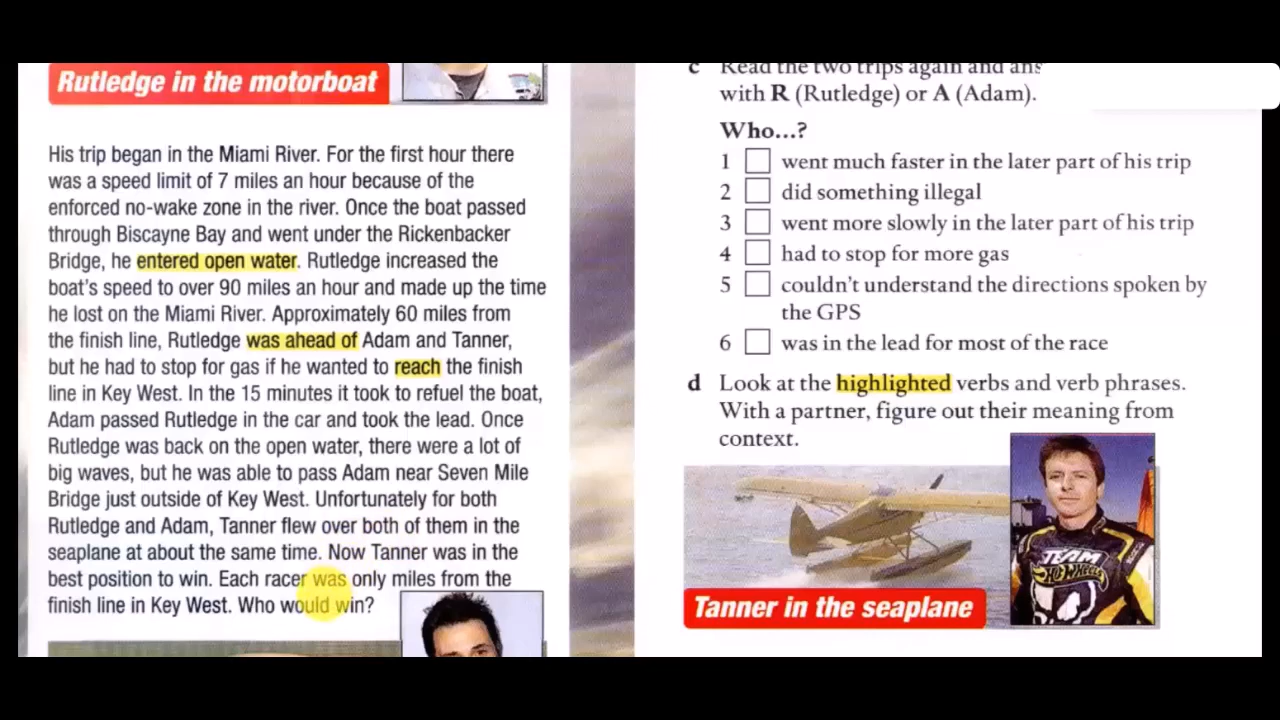 Rutledge in the motorboat
His trip began in the Miami River. For the first hour there
was a speed limit of 7 miles an hour because of the
enforced no-wake zone in the river. Once the boat passed
through Biscayne Bay and went under the Rickenbacker
Bridge, he entered open water. Rutledge increased the
boat's speed to over 90 miles an hour and made up the time
he lost on the Miami River. Approximately 60 miles from
the finish line, Rutledge was ahead of Adam and Tanner,
but he had to stop for gas if he wanted to reach the finish
line in Key West. In the 15 minutes it took to refuel the boat,
Adam passed Rutledge in the car and took the lead. Once
Rutledge was back on the open water, there were a lot of
big waves, but he was able to pass Adam near Seven Mile
Bridge just outside of Key West. Unfortunately for both
Rutledge and Adam, Tanner flew over both of them in the
seaplane at about the same time. Now Tanner was in the
best position to win. Each racer was only miles from the
finish line in Key West. Who would win?
c Read the two trips again and
with R (Rutledge) or A (Adam).
Who...?
1 went much faster in the later part of his trip
2 did something illegal
3 went more slowly in the later part of his trip
4 had to stop for more gas
5 couldn't understand the directions spoken by
the GPS
6 was in the lead for most of the race
d Look at the highlighted verbs and verb phrases.
With a partner, figure out their meaning from
context.
TEAM
HOT WHEELS
Tanner in the seaplane